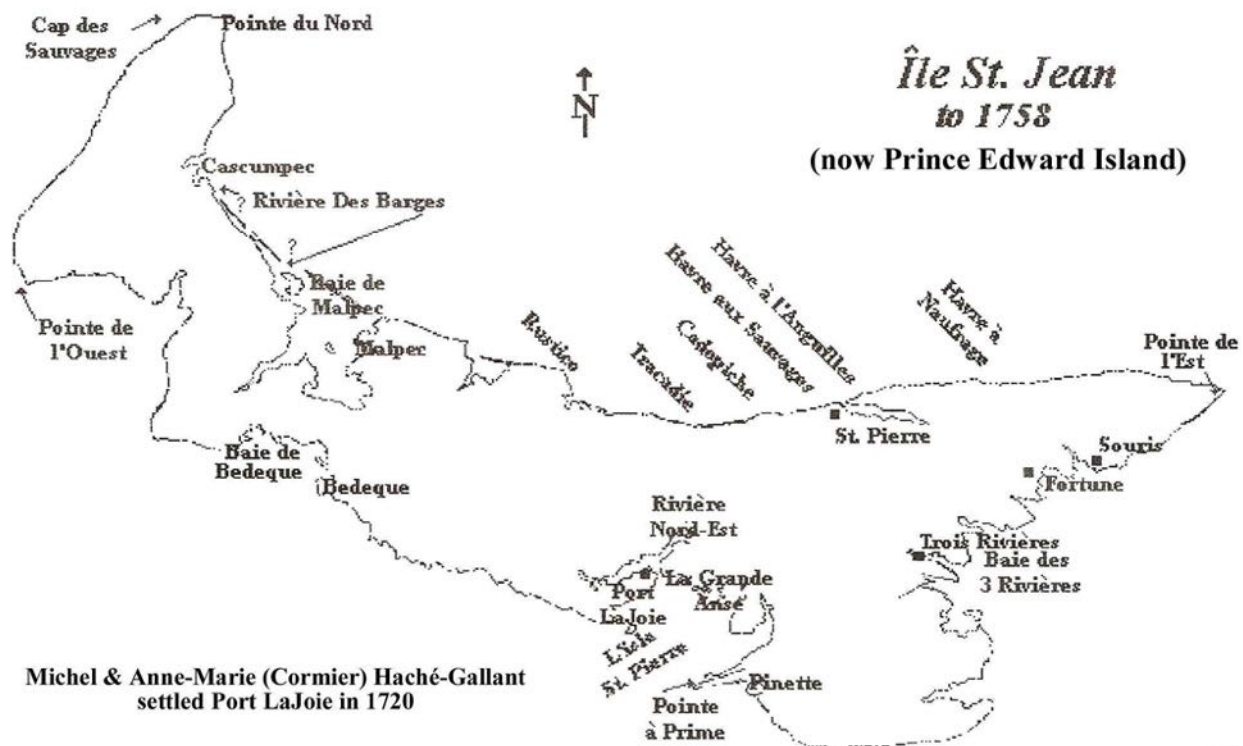 Cap des
Sauvages
Pointe du Nord
N
Île St. Jean
to 1758
(now Prince Edward Island)
Cascumpec
?
Rivière Des Barges
?
Baie de
Malpec
Malpec
Pointe de
l'Ouest
Rustico
Tracadie
Cadopiche
Havre aux Sauvages
Havre à l'Anguilles
Havre à
Naufrage
Pointe de
l'Est
St. Pierre
Souris
Fortune
Baie de
Bedeque
Bedeque
Rivière
Nord-Est
Trois Rivières
Baie des
3 Rivières
Port
LaJoie
La Grande
Anse
L'isle
St. Pierre
Pinette
Pointe
à Prime
Michel & Anne-Marie (Cormier) Haché-Gallant
settled Port LaJoie in 1720